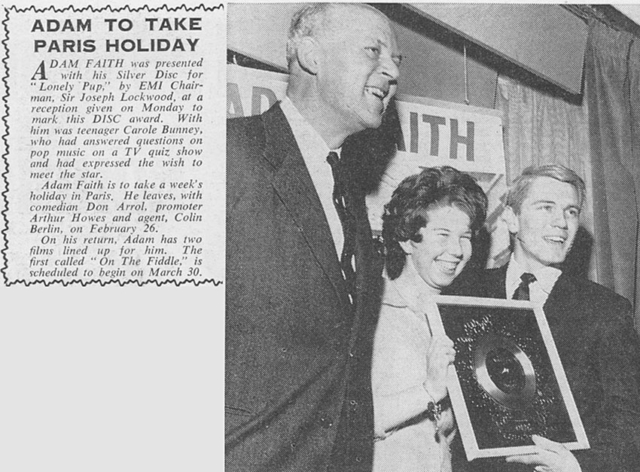 ADAM TO TAKE
PARIS HOLIDAY
ADAM FAITH was presented
with his Silver Disc for
"Lonely Pup," by EMI Chair-
man, Sir Joseph Lockwood, at a
reception given on Monday to
mark this DISC award. With
him was teenager Carole Bunney,
who had answered questions on
pop music on a TV quiz show
and had expressed the wish to
meet the star.
Adam Faith is to take a week's
holiday in Paris. He leaves, with
comedian Don Arrol, promoter
Arthur Howes and agent, Colin
Berlin, on February 26.
On his return, Adam has two
films lined up for him. The
first called "On The Fiddle," is
scheduled to begin on March 30.
AD FAITH